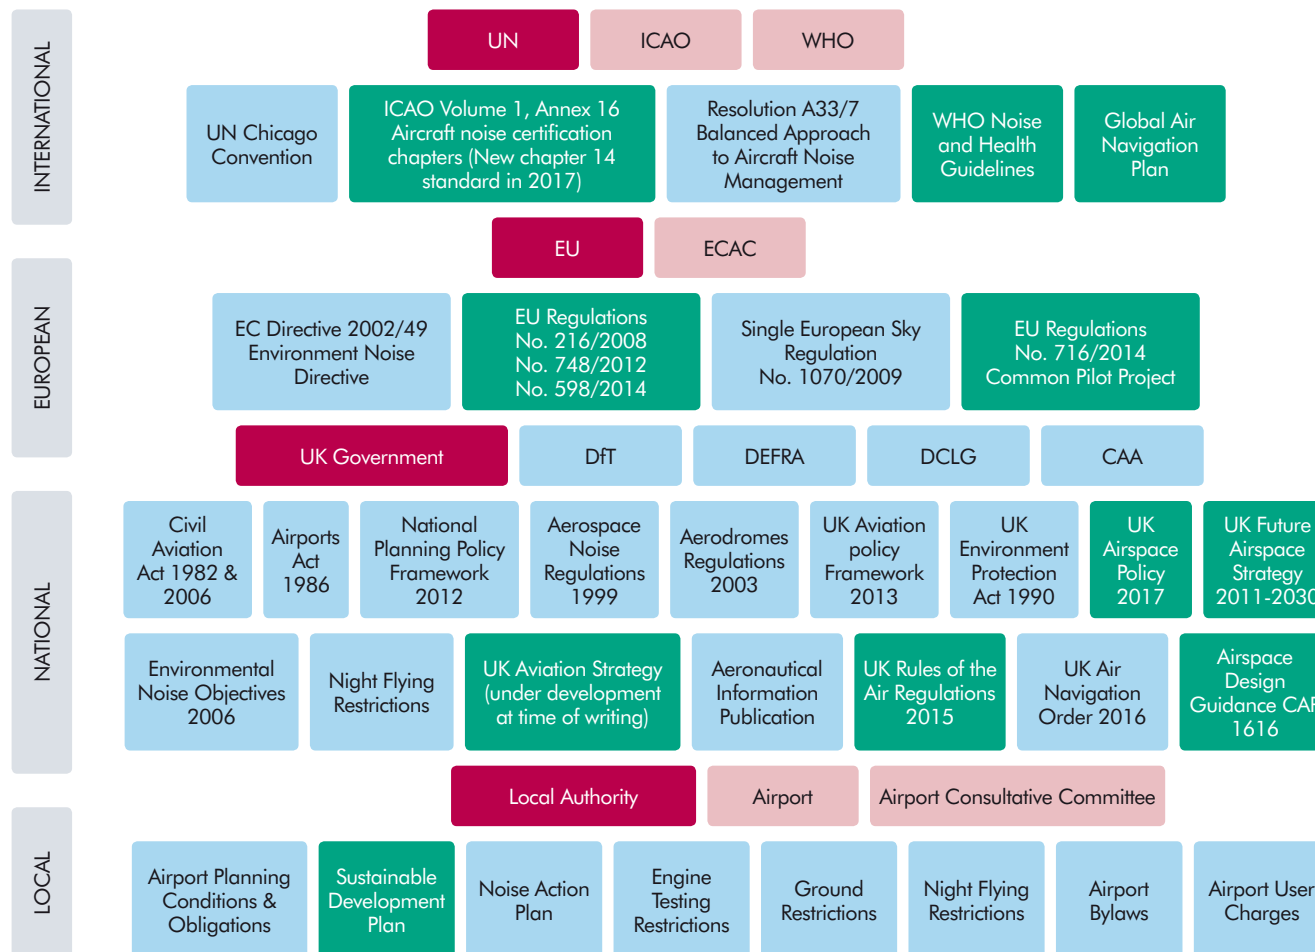 INTERNATIONAL
UN
ICAO
WHO
UN Chicago
Convention
ICAO Volume 1, Annex 16
Aircraft noise certification
chapters (New chapter 14
standard in 2017)
Resolution A33/7
Balanced Approach
to Aircraft Noise
Management
WHO Noise
and Health
Guidelines
Global Air
Navigation
Plan
EUROPEAN
EU
ECAC
EC Directive 2002/49
Environment Noise
Directive
EU Regulations
No. 216/2008
No. 748/2012
No. 598/2014
Single European Sky
Regulation
No. 1070/2009
EU Regulations
No. 716/2014
Common Pilot Project
NATIONAL
UK Government
DfT
DEFRA
DCLG
CAA
Civil
Aviation
Act 1982 &
2006
Airports
Act
1986
National
Planning Policy
Framework
2012
Aerospace
Noise
Regulations
1999
Aerodromes
Regulations
2003
UK Aviation
policy
Framework
2013
UK
Environment
Protection
Act 1990
UK
Airspace
Policy
2017
UK Future
Airspace
Strategy
2011-2030
Environmental
Noise Objectives
2006
Night Flying
Restrictions
UK Aviation Strategy
(under development
at time of writing)
Aeronautical
Information
Publication
UK Rules of the
Air Regulations
2015
UK Air
Navigation
Order 2016
Airspace
Design
Guidance CAP
1616
LOCAL
Local Authority
Airport
Airport Consultative Committee
Airport Planning
Conditions &
Obligations
Sustainable
Development
Plan
Noise Action
Plan
Engine
Testing
Restrictions
Ground
Restrictions
Night Flying
Restrictions
Airport
Bylaws
Airport User
Charges